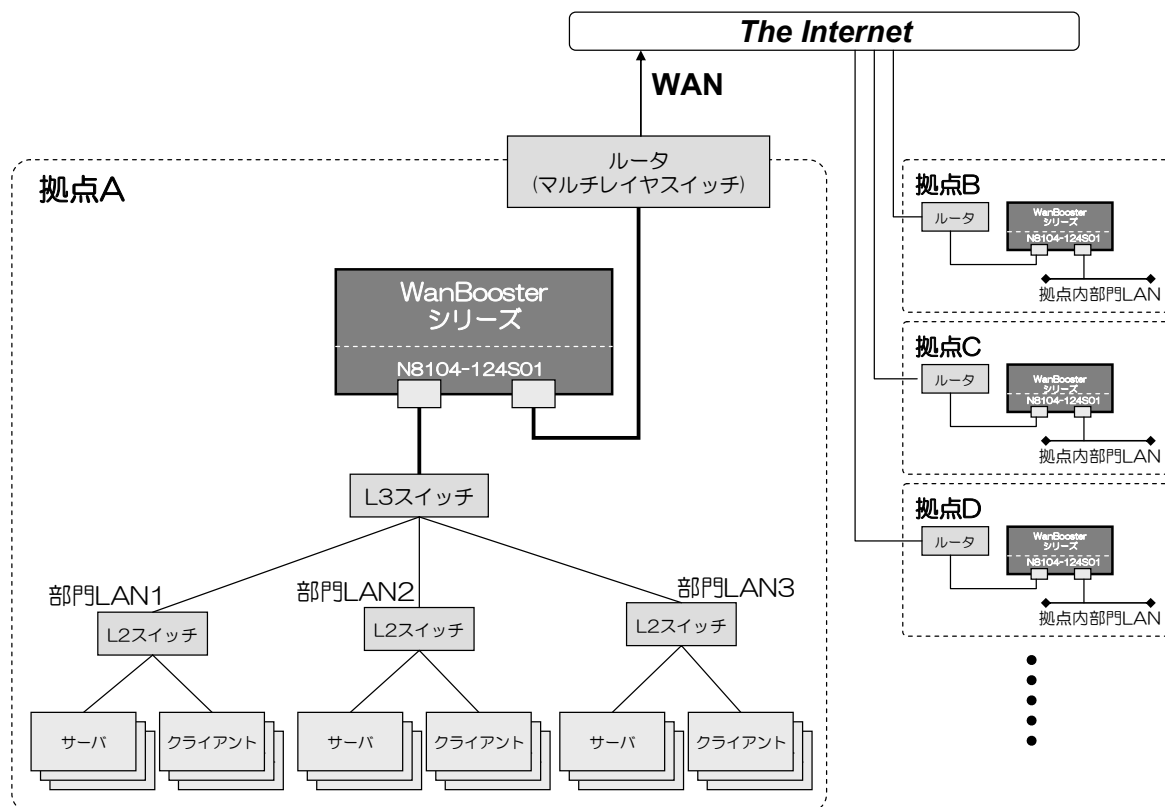 The Internet
WAN
ルータ
(マルチレイヤスイッチ)
拠点A
WanBooster
シリーズ
N8104-124S01
L3スイッチ
部門LAN1
部門LAN2
部門LAN3
L2スイッチ
L2スイッチ
L2スイッチ
サーバ
クライアント
サーバ
クライアント
サーバ
クライアント
拠点B
ルータ
WanBooster
シリーズ
N8104-124S01
拠点内部門LAN
拠点C
ルータ
WanBooster
シリーズ
N8104-124S01
拠点内部門LAN
拠点D
ルータ
WanBooster
シリーズ
N8104-124S01
拠点内部門LAN